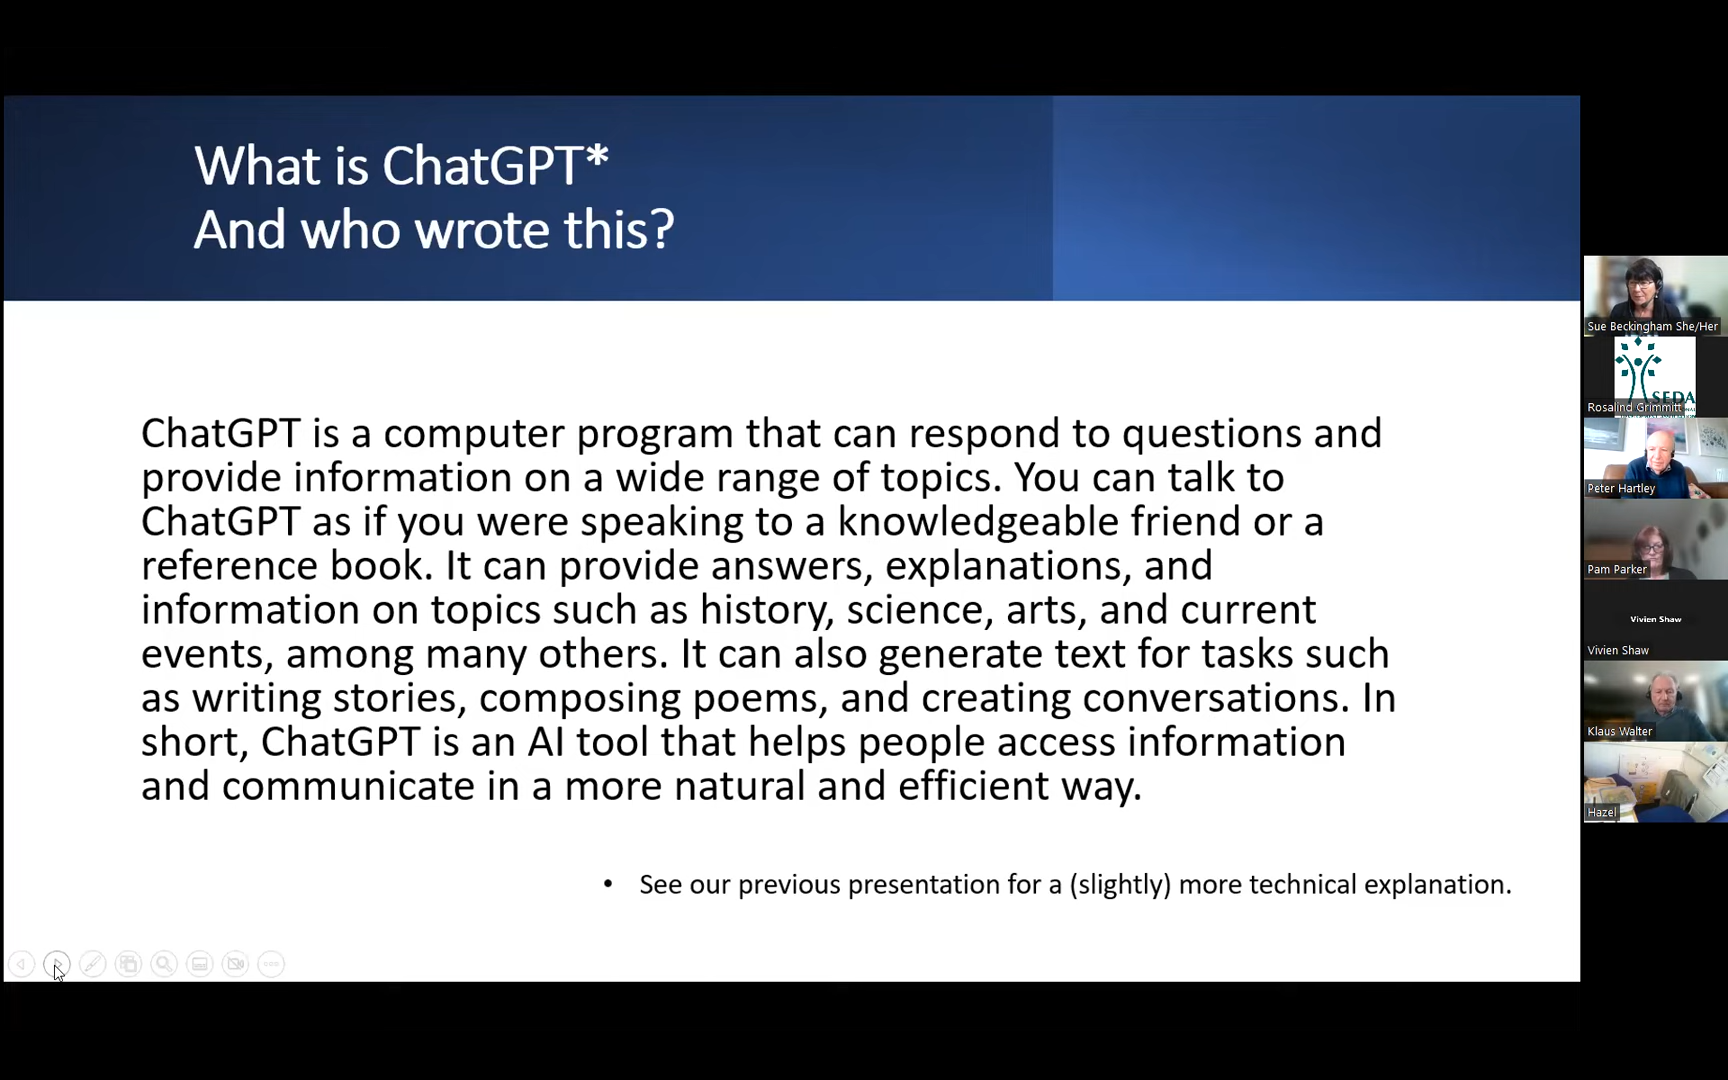 What is ChatGPT*
And who wrote this?
ChatGPT is a computer program that can respond to questions and
provide information on a wide range of topics. You can talk to
ChatGPT as if you were speaking to a knowledgeable friend or a
reference book. It can provide answers, explanations, and
information on topics such as history, science, arts, and current
events, among many others. It can also generate text for tasks such
as writing stories, composing poems, and creating conversations. In
short, ChatGPT is an AI tool that helps people access information
and communicate in a more natural and efficient way.
• See our previous presentation for a (slightly) more technical explanation.
Sue Beckingham She/Her
SEDA
Rosalind Grimmitt
Peter Hartley
Pam Parker
Vivien Shaw
Vivien Shaw
Klaus Walter
Hazel